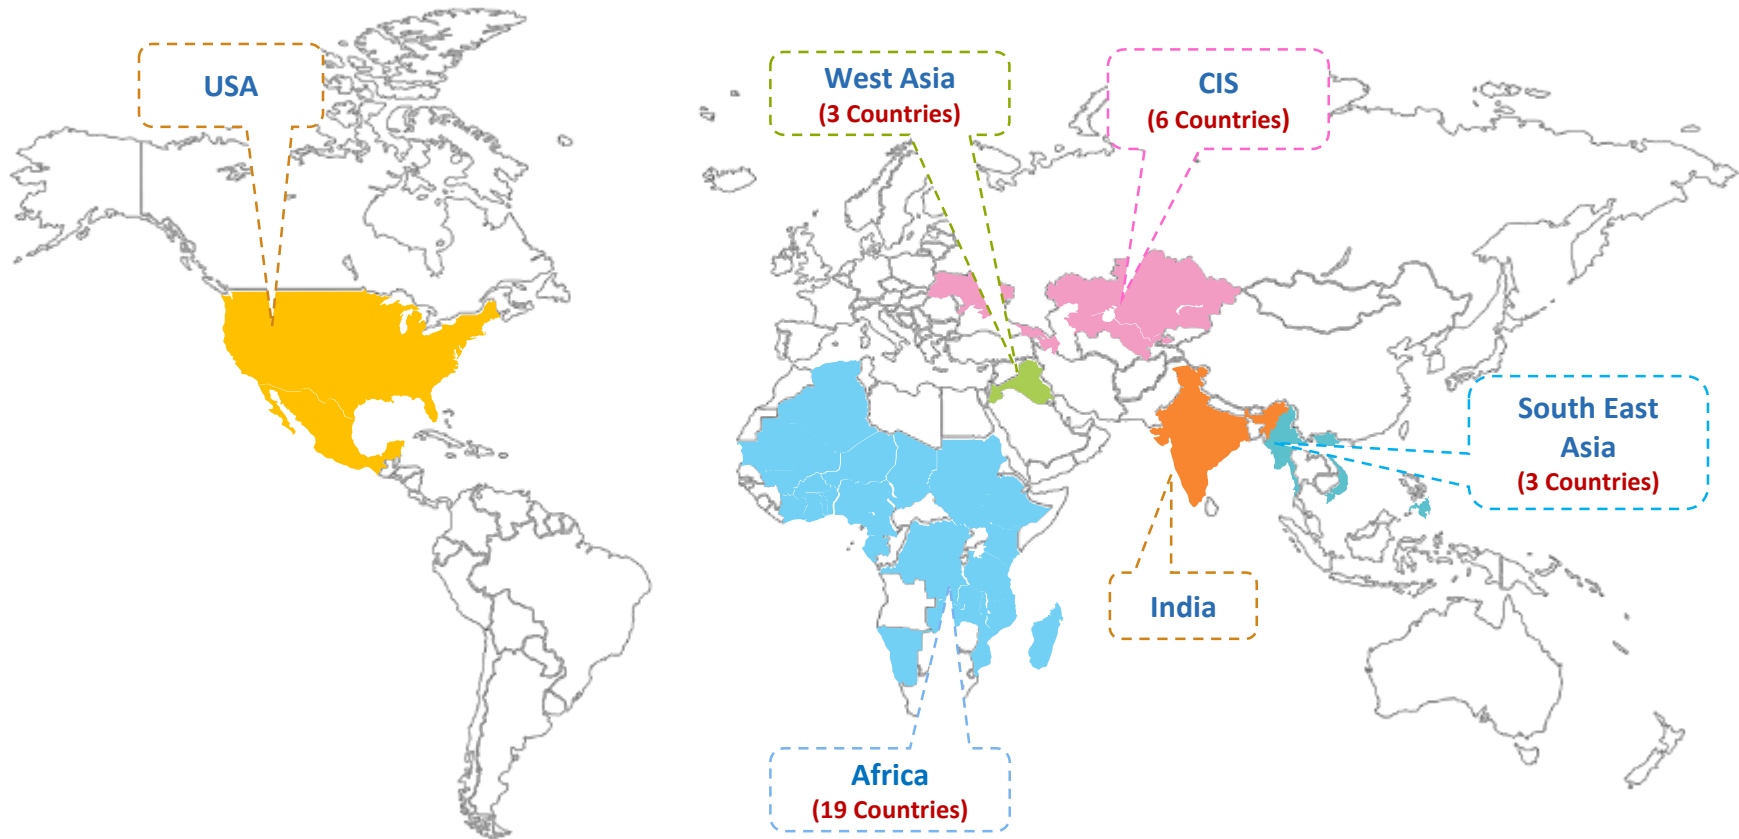 USA
West Asia
(3 Countries)
CIS
(6 Countries)
South East
Asia
(3 Countries)
India
Africa
(19 Countries)